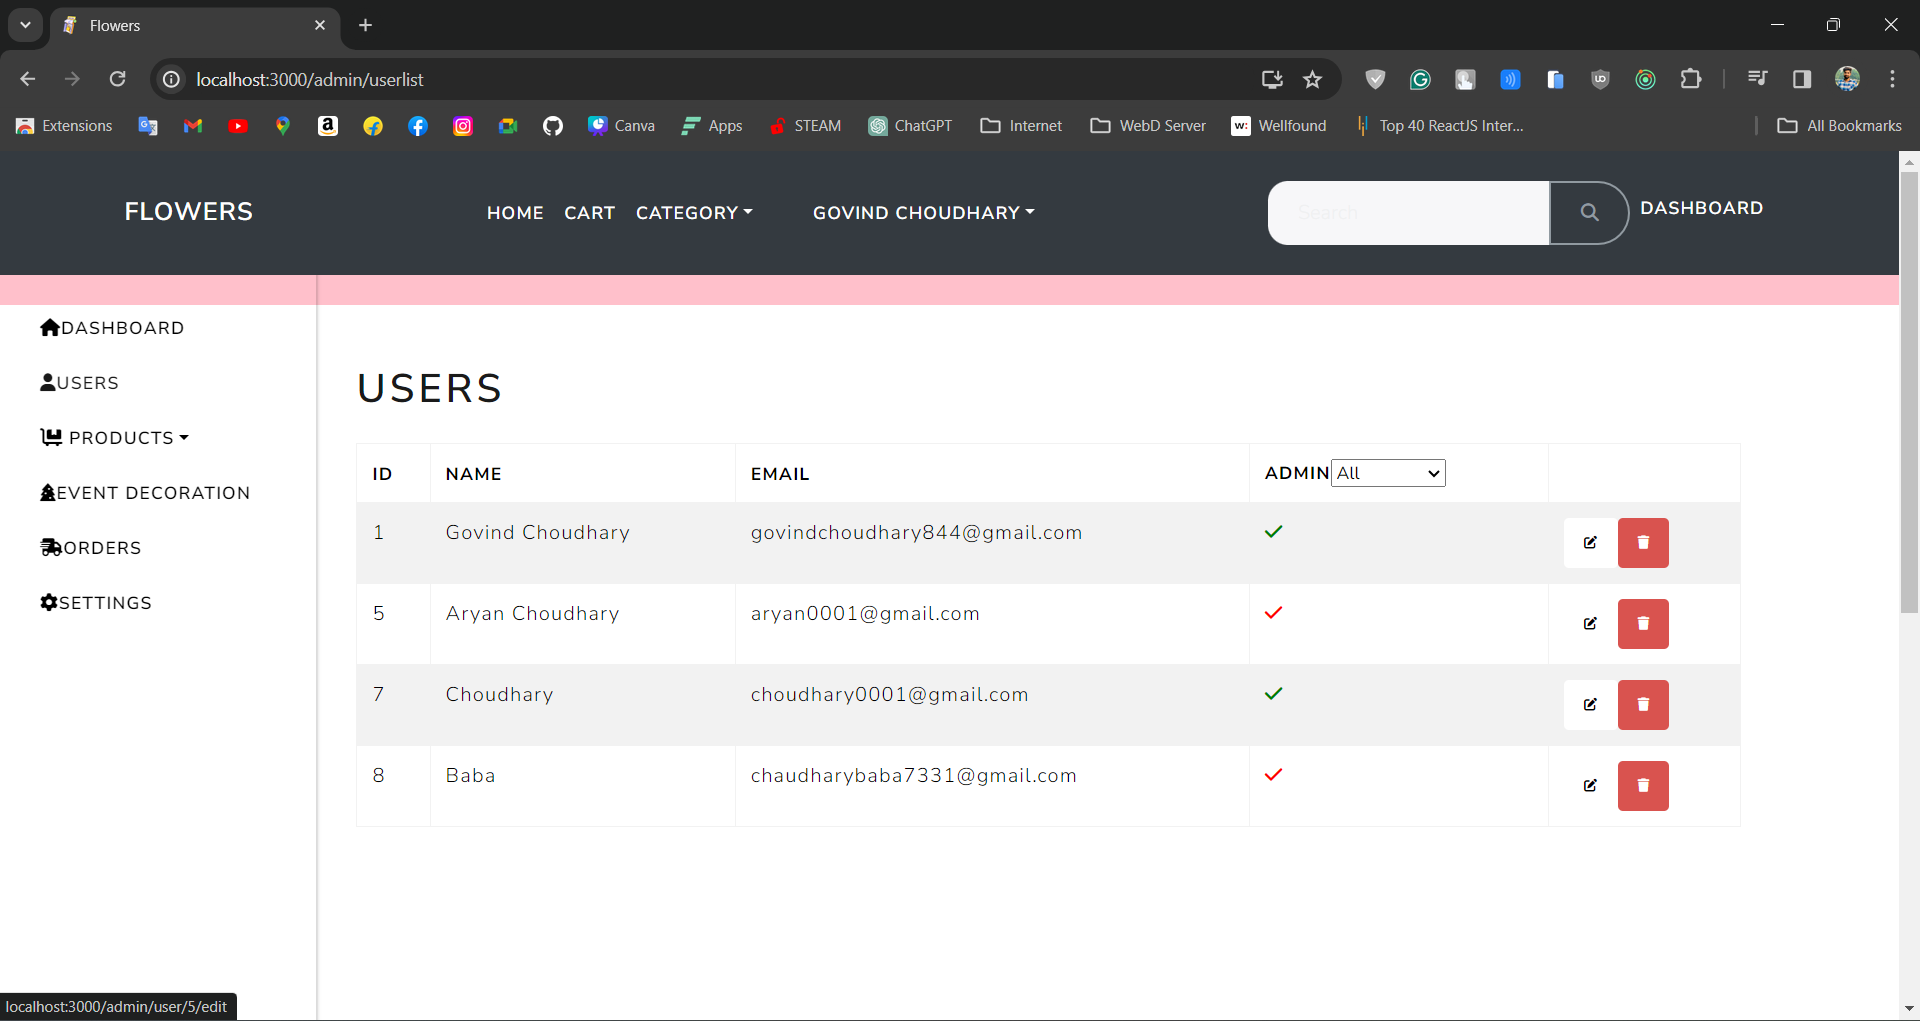 Flowers
localhost:3000/admin/userlist
Extensions Canva Apps STEAM ChatGPT Internet WebD Server Wellfound Top 40 ReactJS Inter... All Bookmarks
FLOWERS HOME CART CATEGORY GOVIND CHOUDHARY Search DASHBOARD
DASHBOARD
USERS
PRODUCTS
EVENT DECORATION
ORDERS
SETTINGS
USERS
ID NAME EMAIL ADMIN All
1 Govind Choudhary govindchoudhary844@gmail.com
5 Aryan Choudhary aryan0001@gmail.com
7 Choudhary choudhary0001@gmail.com
8 Baba chaudharybaba7331@gmail.com
localhost:3000/admin/user/5/edit